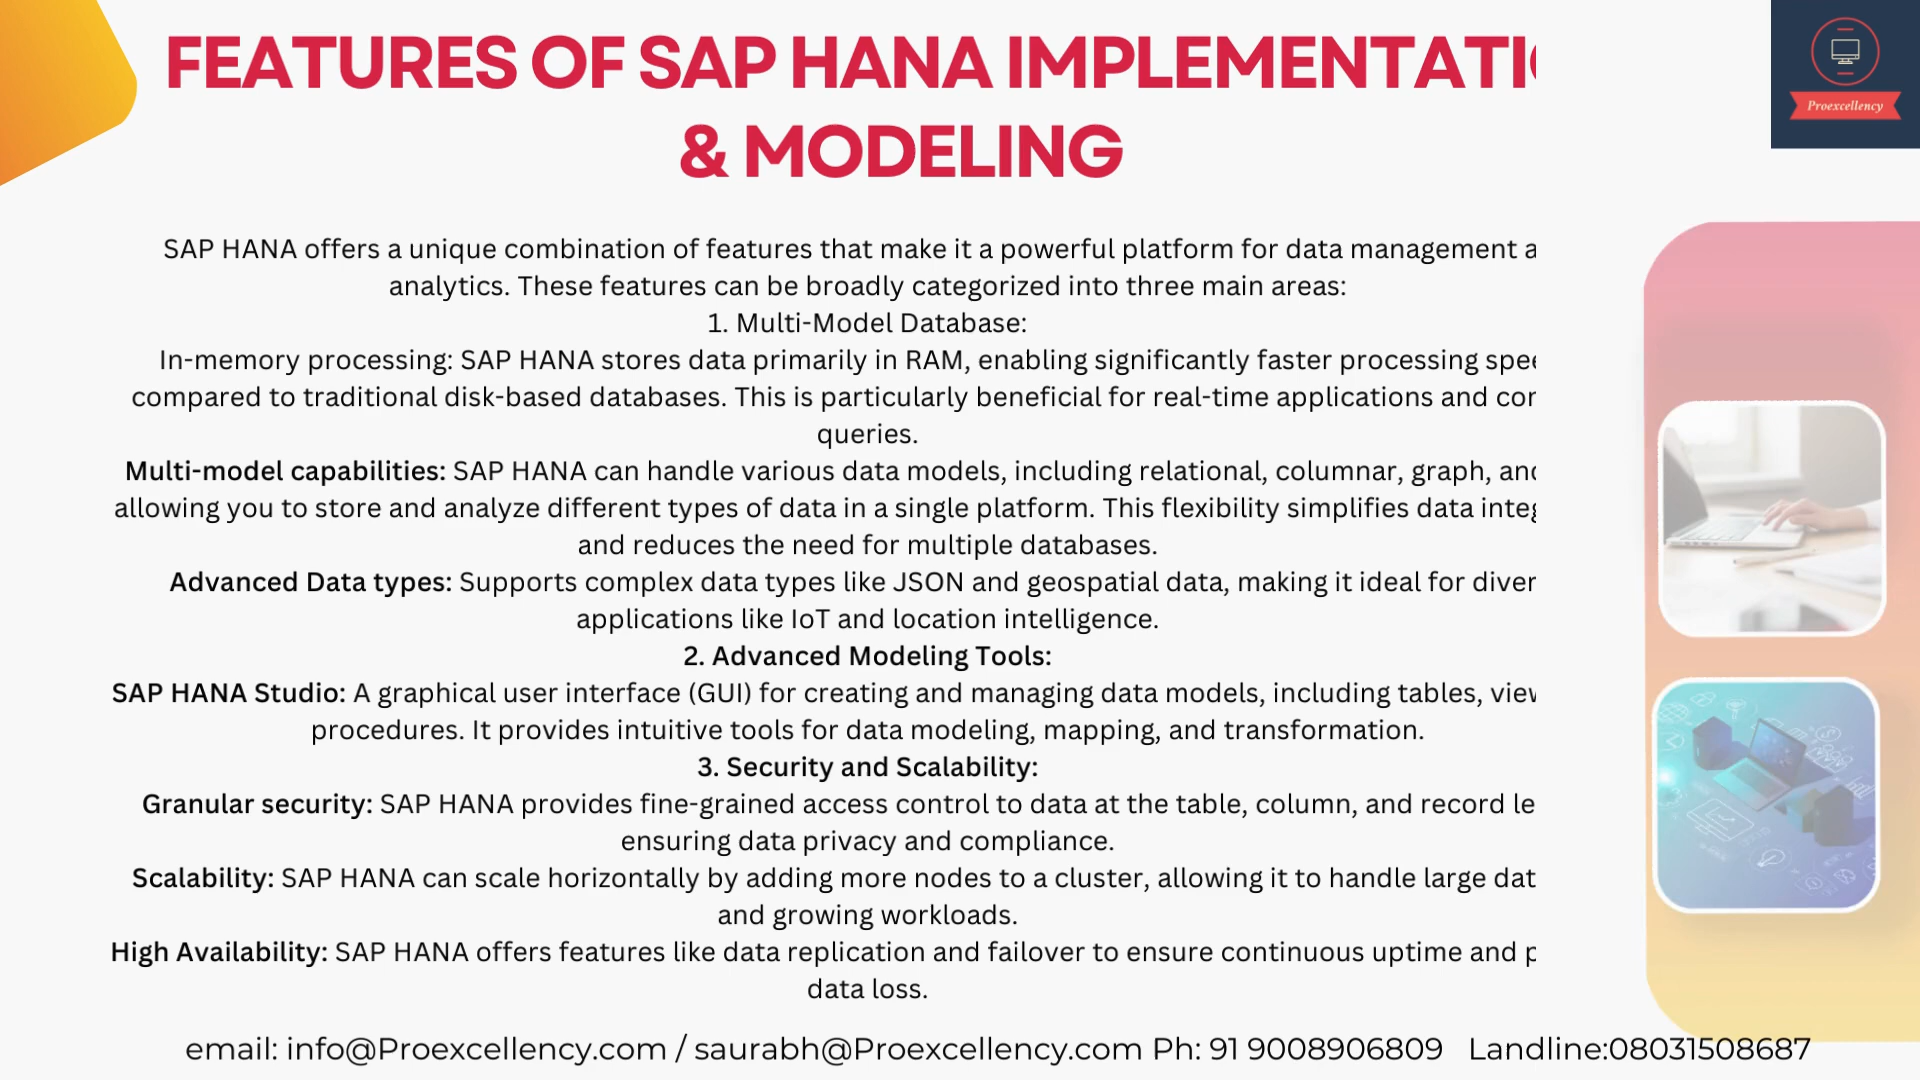 FEATURES OF SAP HANA IMPLEMENTATI
& MODELING
Proexcellency
SAP HANA offers a unique combination of features that make it a powerful platform for data management a
analytics. These features can be broadly categorized into three main areas:
1. Multi-Model Database:
In-memory processing: SAP HANA stores data primarily in RAM, enabling significantly faster processing spee
compared to traditional disk-based databases. This is particularly beneficial for real-time applications and cor
queries.
Multi-model capabilities: SAP HANA can handle various data models, including relational, columnar, graph, and
allowing you to store and analyze different types of data in a single platform. This flexibility simplifies data integ
and reduces the need for multiple databases.
Advanced Data types: Supports complex data types like JSON and geospatial data, making it ideal for diver
applications like IoT and location intelligence.
2. Advanced Modeling Tools:
SAP HANA Studio: A graphical user interface (GUI) for creating and managing data models, including tables, view
procedures. It provides intuitive tools for data modeling, mapping, and transformation.
3. Security and Scalability:
Granular security: SAP HANA provides fine-grained access control to data at the table, column, and record le
ensuring data privacy and compliance.
Scalability: SAP HANA can scale horizontally by adding more nodes to a cluster, allowing it to handle large dat
and growing workloads.
High Availability: SAP HANA offers features like data replication and failover to ensure continuous uptime and p
data loss.
email: info@Proexcellency.com / saurabh@Proexcellency.com Ph: 91 9008906809 Landline:08031508687